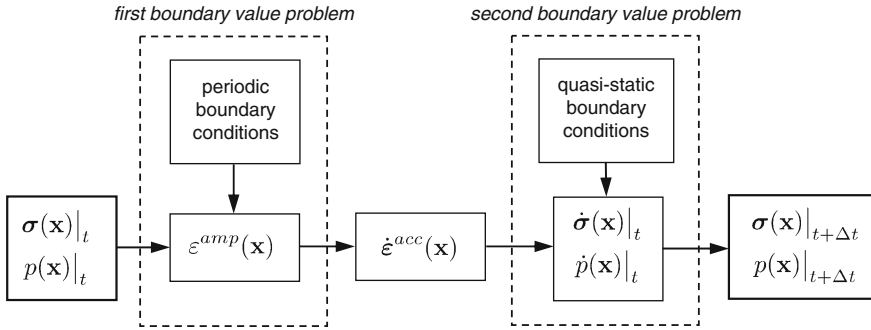 first boundary value problem
second boundary value problem
periodic
boundary
conditions
quasi-static
boundary
conditions
σ(x)|t
p(x)|t
ε^amp(x)
ε̇^acc(x)
σ̇(x)|t
ṗ(x)|t
σ(x)|t+Δt
p(x)|t+Δt